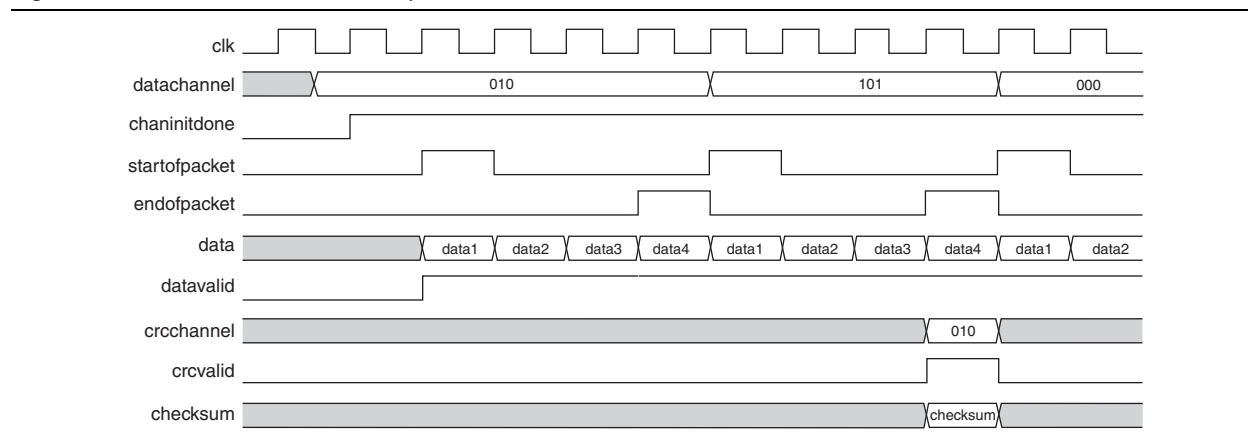 clk
datachannel 010 101 000
chaninitdone
startofpacket
endofpacket
data data1 data2 data3 data4 data1 data2 data3 data4 data1 data2
datavalid
crcchannel 010
crcvalid
checksum checksum